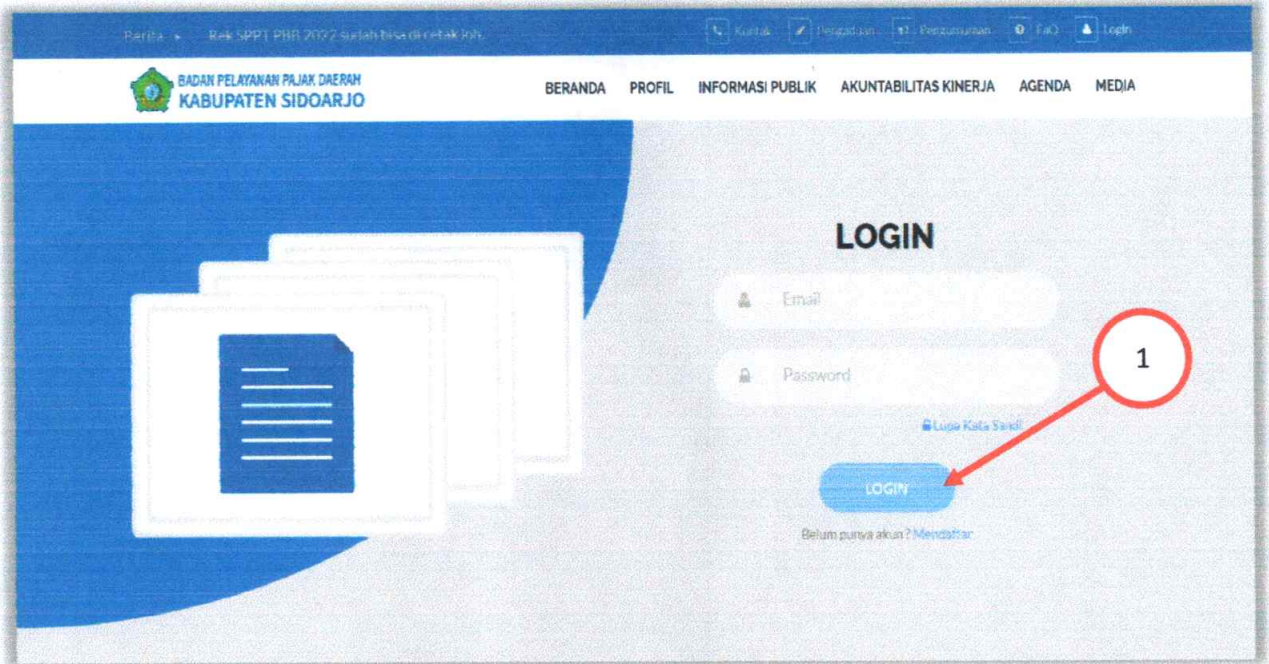 Berita Rek SPPT PBB 2022 sudah bisa di cetak loh.
Kontak Pengaduan Pengumuman FaQ Login
BADAN PELAYANAN PAJAK DAERAH
KABUPATEN SIDOARJO
BERANDA PROFIL INFORMASI PUBLIK AKUNTABILITAS KINERJA AGENDA MEDIA
LOGIN
Email
Password
1
Lupa Kata Sandi
LOGIN
Belum punya akun? Mendaftar